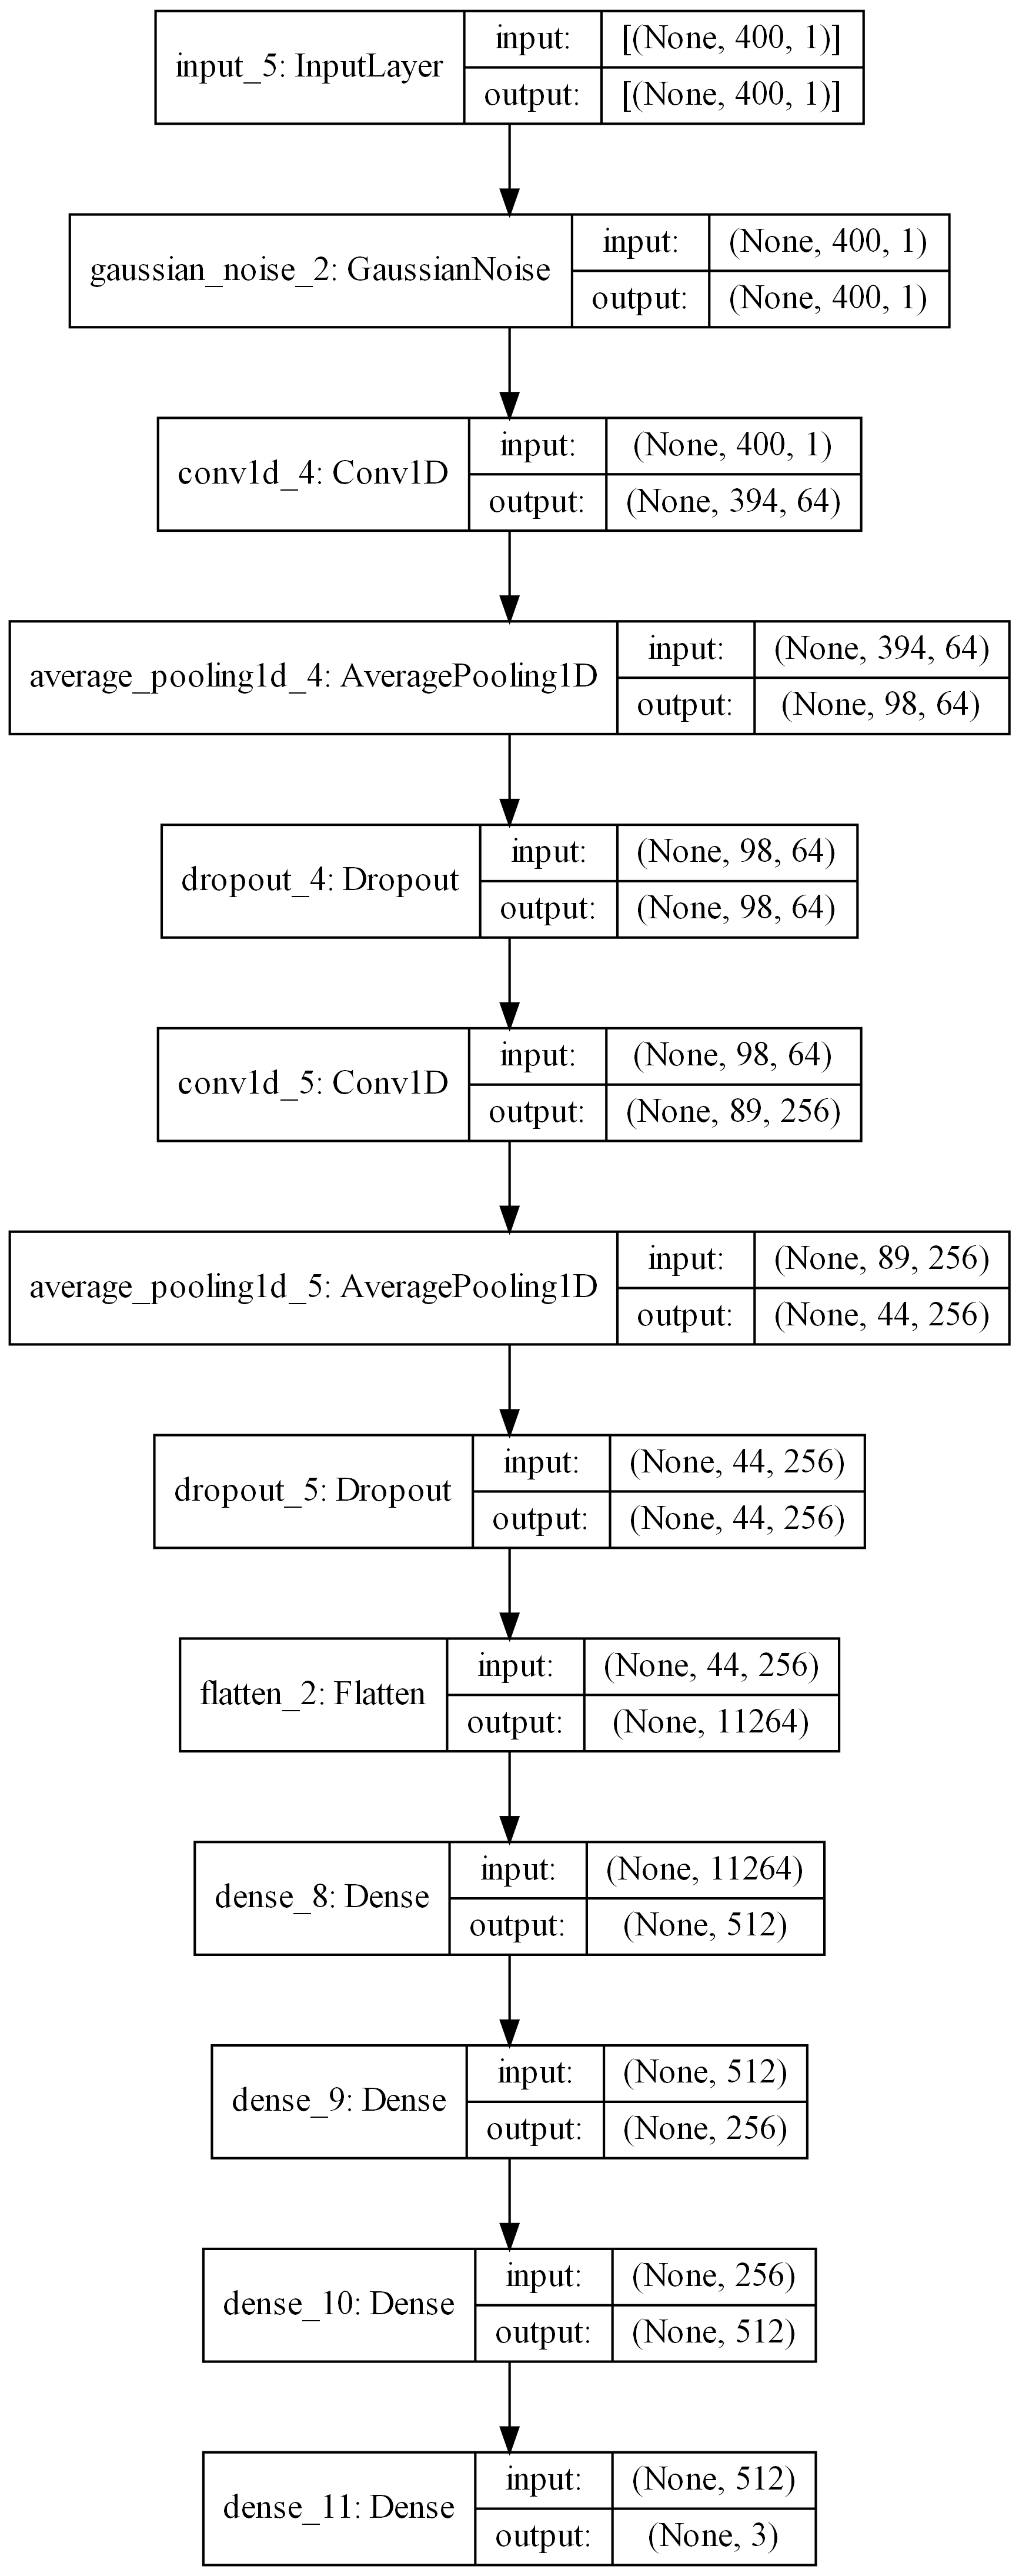 input_5: InputLayer
input: [(None, 400, 1)]
output: [(None, 400, 1)]
gaussian_noise_2: GaussianNoise
input: (None, 400, 1)
output: (None, 400, 1)
conv1d_4: Conv1D
input: (None, 400, 1)
output: (None, 394, 64)
average_pooling1d_4: AveragePooling1D
input: (None, 394, 64)
output: (None, 98, 64)
dropout_4: Dropout
input: (None, 98, 64)
output: (None, 98, 64)
conv1d_5: Conv1D
input: (None, 98, 64)
output: (None, 89, 256)
average_pooling1d_5: AveragePooling1D
input: (None, 89, 256)
output: (None, 44, 256)
dropout_5: Dropout
input: (None, 44, 256)
output: (None, 44, 256)
flatten_2: Flatten
input: (None, 44, 256)
output: (None, 11264)
dense_8: Dense
input: (None, 11264)
output: (None, 512)
dense_9: Dense
input: (None, 512)
output: (None, 256)
dense_10: Dense
input: (None, 256)
output: (None, 512)
dense_11: Dense
input: (None, 512)
output: (None, 3)